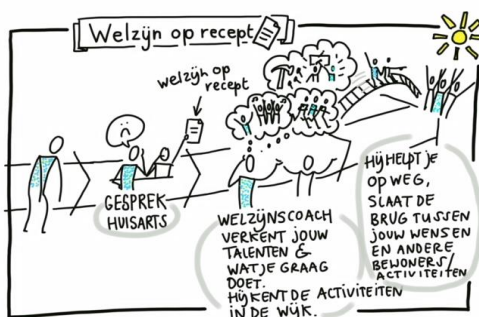 Welzijn op recept
welzijn op
recept
GESPREK
HUISARTS
WELZIJNSCOACH
VERKENT JOUW
TALENTEN &
WAT JE GRAAG
DOET.
HIJ KENT DE ACTIVITEITEN
IN DE WIJK.
HIJ HELPT JE
OP WEG,
SLAAT DE
BRUG TUSSEN
JOUW WENSEN
EN ANDERE
BEWONERS/
ACTIVITEITEN